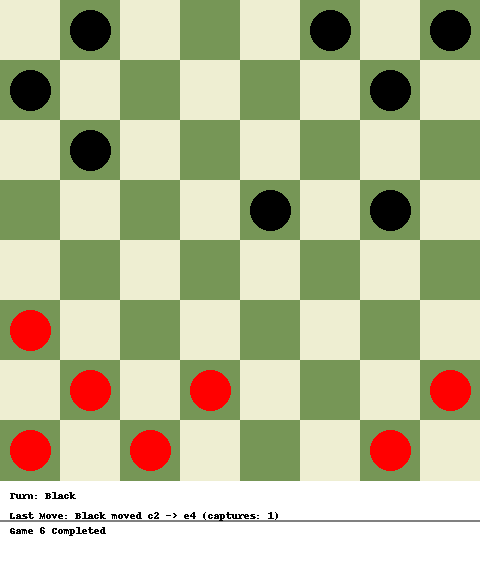 Turn: Black
Last Move: Black moved c2 -> e4 (captures: 1)
Game 6 Completed